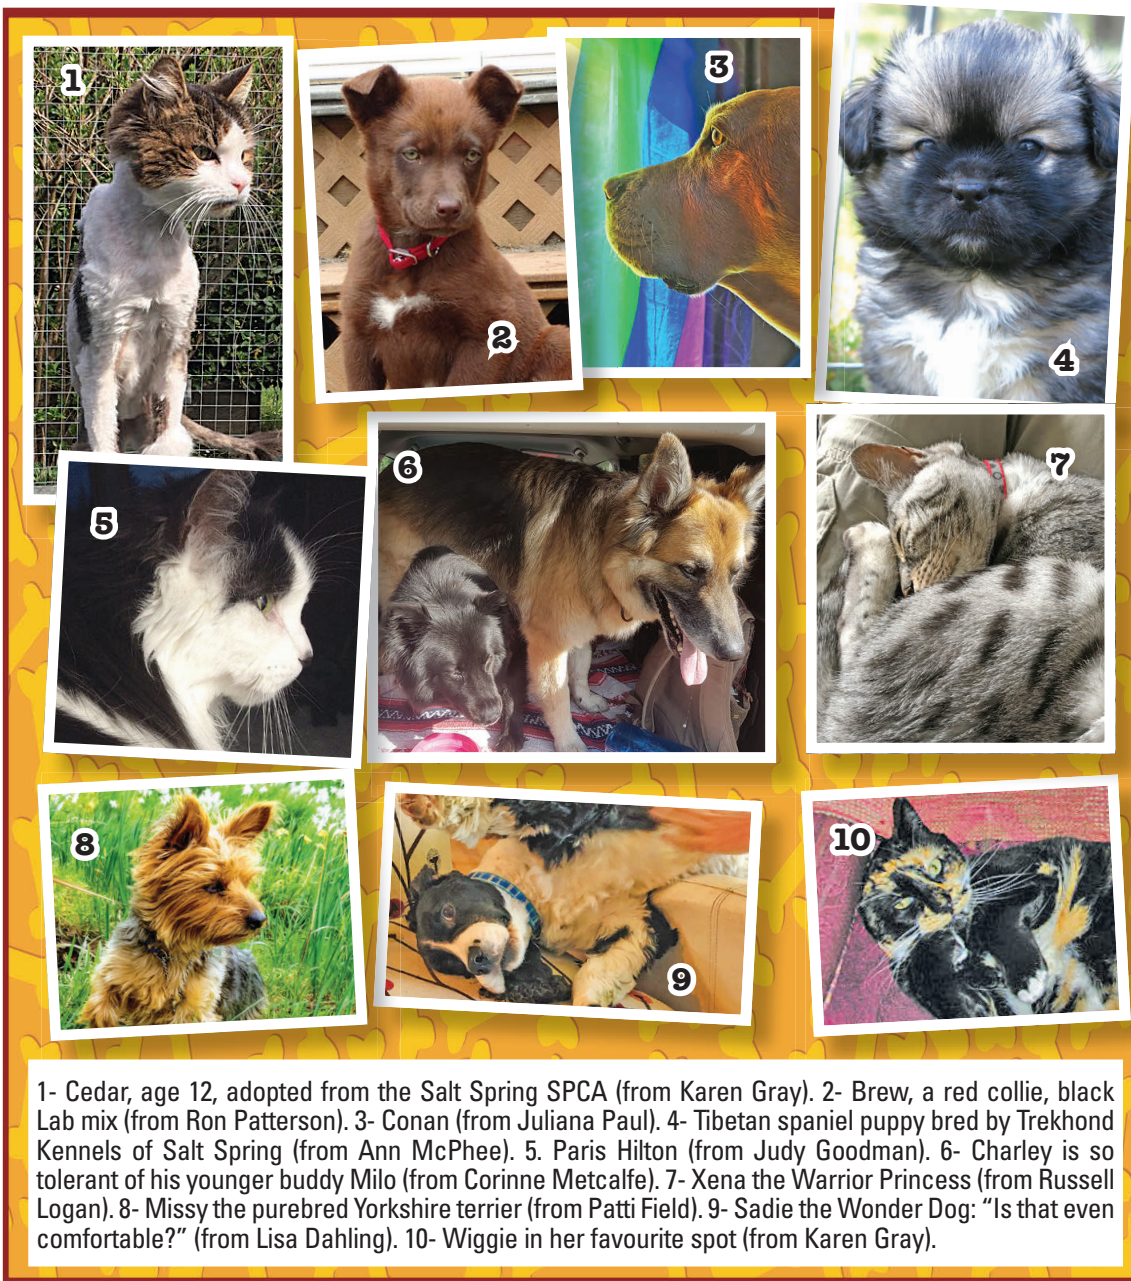 1
2
3
4
5
6
7
8
9
10
1- Cedar, age 12, adopted from the Salt Spring SPCA (from Karen Gray). 2- Brew, a red collie, black
Lab mix (from Ron Patterson). 3- Conan (from Juliana Paul). 4- Tibetan spaniel puppy bred by Trekhond
Kennels of Salt Spring (from Ann McPhee). 5. Paris Hilton (from Judy Goodman). 6- Charley is so
tolerant of his younger buddy Milo (from Corinne Metcalfe). 7- Xena the Warrior Princess (from Russell
Logan). 8- Missy the purebred Yorkshire terrier (from Patti Field). 9- Sadie the Wonder Dog: “Is that even
comfortable?” (from Lisa Dahling). 10- Wiggie in her favourite spot (from Karen Gray).